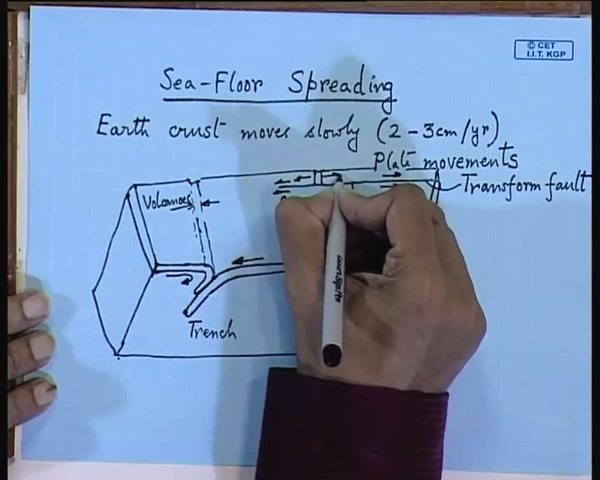 © CET
I.I.T. KGP
Sea-Floor Spreading
Earth crust moves slowly (2-3cm/yr)
Plate movements
Volcanoes
Transform fault
Trench